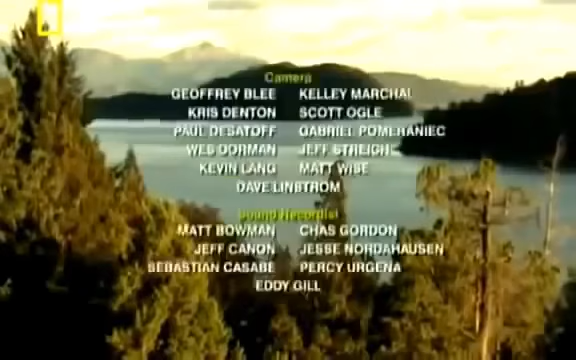 Camera
GEOFFREY BLEE KELLEY MARCHAL
KRIS DENTON SCOTT OGLE
PAUL DESATOFF GABRIEL POMERANIEC
WES DORMAN JEFF STREICH
KEVIN LANG MATT WISE
DAVE LINSTROM
Sound Recordist
MATT BOWMAN CHAS GORDON
JEFF CANON JESSE NORDAHAUSEN
SEBASTIAN CASABE PERCY URGENA
EDDY GILL